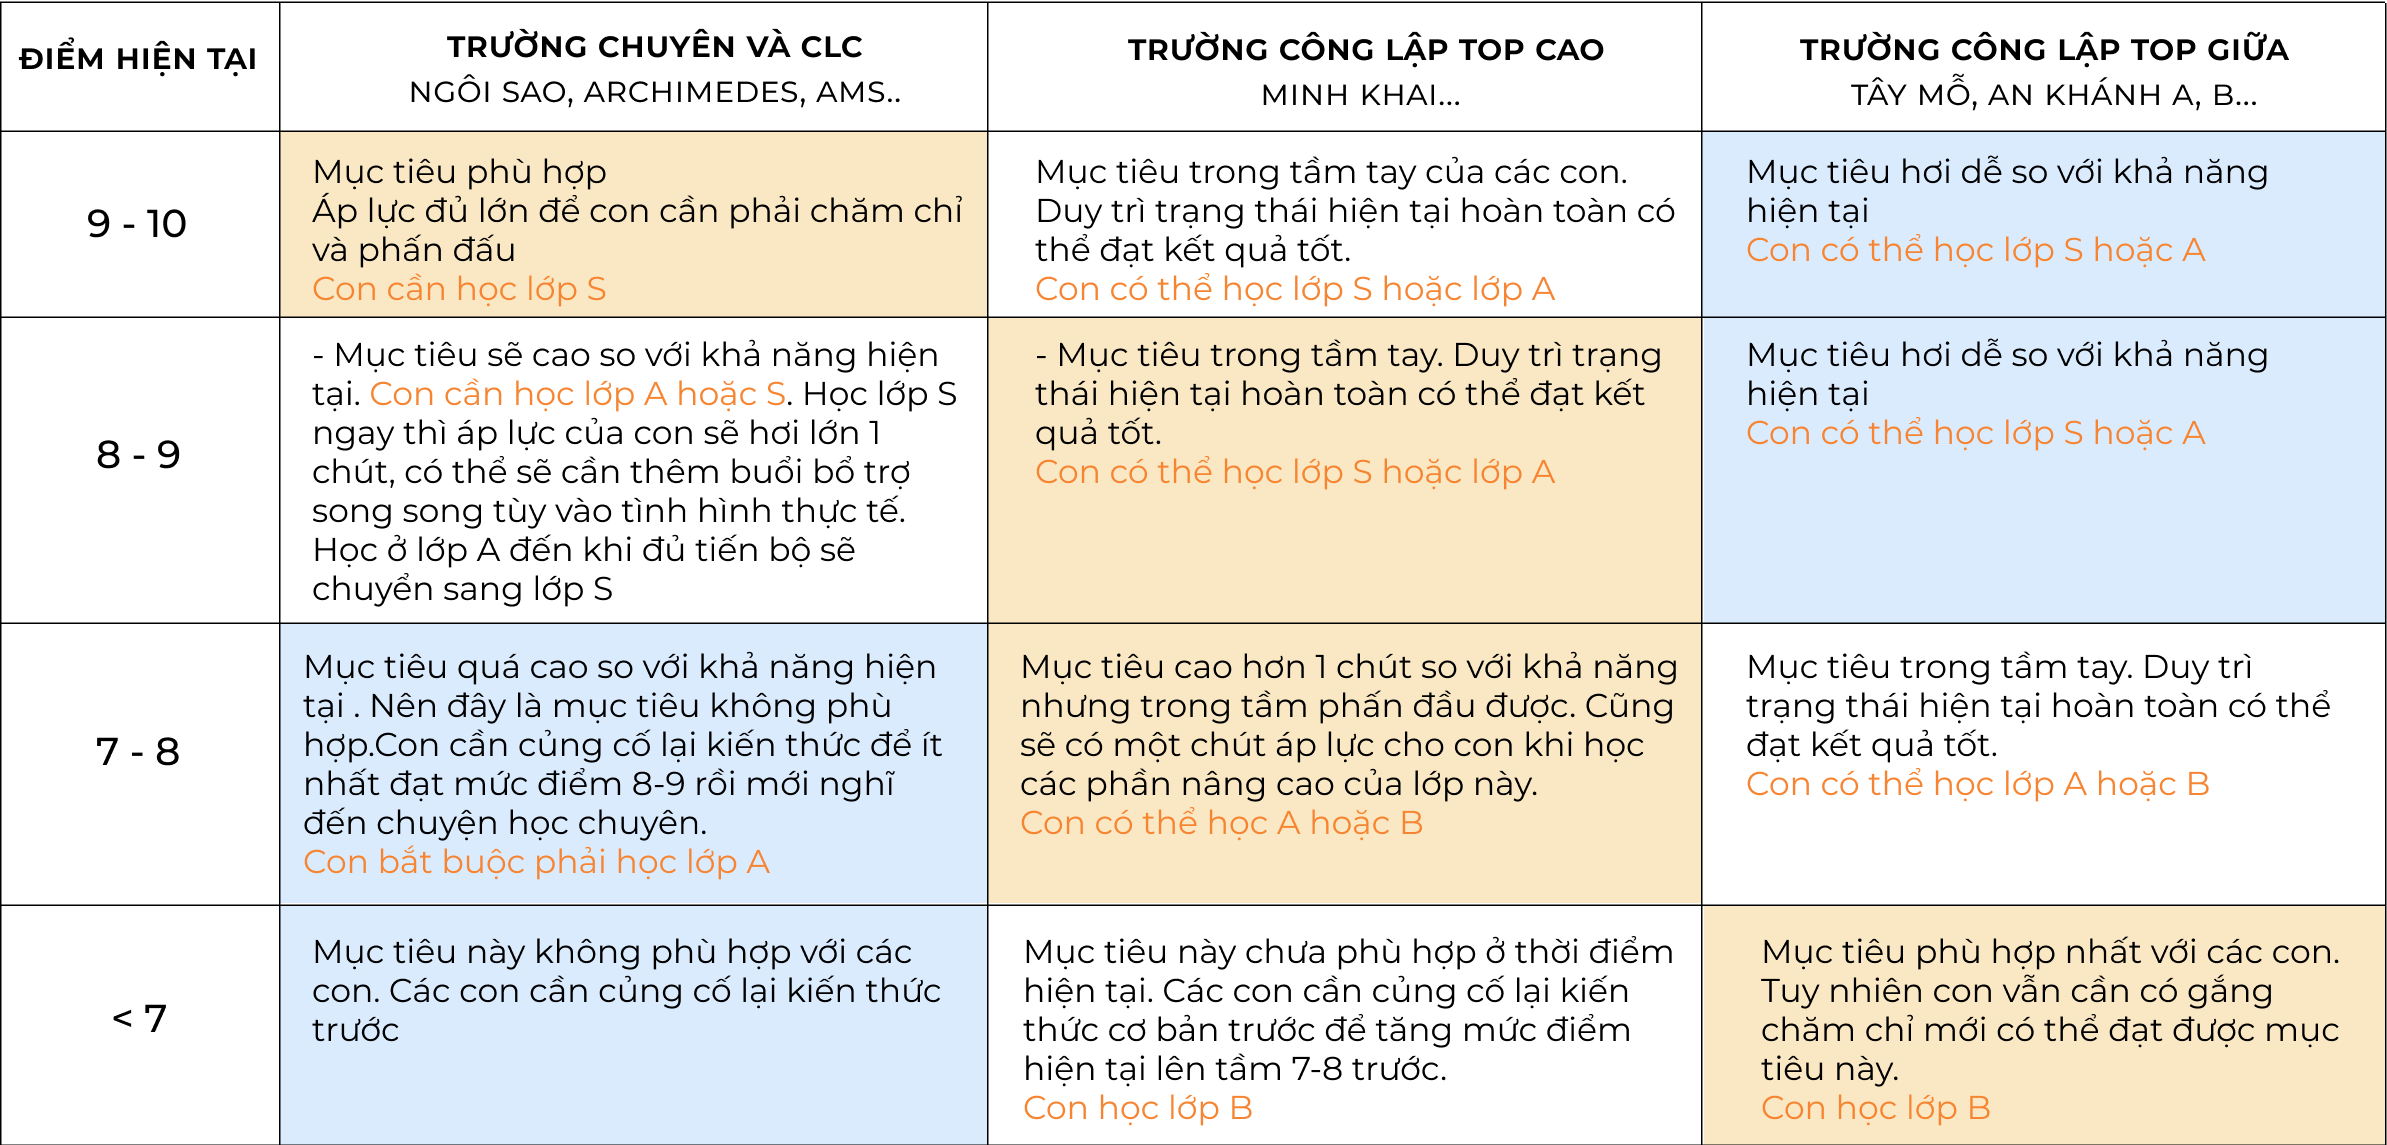 ĐIỂM HIỆN TẠI
TRƯỜNG CHUYÊN VÀ CLC
NGÔI SAO, ARCHIMEDES, AMS..
TRƯỜNG CÔNG LẬP TOP CAO
MINH KHAI...
TRƯỜNG CÔNG LẬP TOP GIỮA
TÂY MỖ, AN KHÁNH A, B...
9 - 10
Mục tiêu phù hợp
Áp lực đủ lớn để con cần phải chăm chỉ
và phấn đấu
Con cần học lớp S
Mục tiêu trong tầm tay của các con.
Duy trì trạng thái hiện tại hoàn toàn có
thể đạt kết quả tốt.
Con có thể học lớp S hoặc lớp A
Mục tiêu hơi dễ so với khả năng
hiện tại
Con có thể học lớp S hoặc A
8 - 9
- Mục tiêu sẽ cao so với khả năng hiện
tại. Con cần học lớp A hoặc S. Học lớp S
ngay thì áp lực của con sẽ hơi lớn 1
chút, có thể sẽ cần thêm buổi bổ trợ
song song tùy vào tình hình thực tế.
Học ở lớp A đến khi đủ tiến bộ sẽ
chuyển sang lớp S
- Mục tiêu trong tầm tay. Duy trì trạng
thái hiện tại hoàn toàn có thể đạt kết
quả tốt.
Con có thể học lớp S hoặc lớp A
Mục tiêu hơi dễ so với khả năng
hiện tại
Con có thể học lớp S hoặc A
7 - 8
Mục tiêu quá cao so với khả năng hiện
tại . Nên đây là mục tiêu không phù
hợp.Con cần củng cố lại kiến thức để ít
nhất đạt mức điểm 8-9 rồi mới nghĩ
đến chuyện học chuyên.
Con bắt buộc phải học lớp A
Mục tiêu cao hơn 1 chút so với khả năng
nhưng trong tầm phấn đầu được. Cũng
sẽ có một chút áp lực cho con khi học
các phần nâng cao của lớp này.
Con có thể học A hoặc B
Mục tiêu trong tầm tay. Duy trì
trạng thái hiện tại hoàn toàn có thể
đạt kết quả tốt.
Con có thể học lớp A hoặc B
< 7
Mục tiêu này không phù hợp với các
con. Các con cần củng cố lại kiến thức
trước
Mục tiêu này chưa phù hợp ở thời điểm
hiện tại. Các con cần củng cố lại kiến
thức cơ bản trước để tăng mức điểm
hiện tại lên tầm 7-8 trước.
Con học lớp B
Mục tiêu phù hợp nhất với các con.
Tuy nhiên con vẫn cần có gắng
chăm chỉ mới có thể đạt được mục
tiêu này.
Con học lớp B